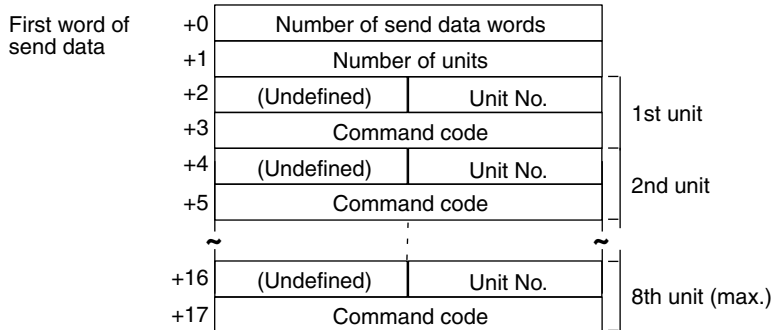 First word of
send data
+0 Number of send data words
+1 Number of units
+2 (Undefined) Unit No.
+3 Command code
1st unit
+4 (Undefined) Unit No.
+5 Command code
2nd unit
~ ~
+16 (Undefined) Unit No.
+17 Command code
8th unit (max.)